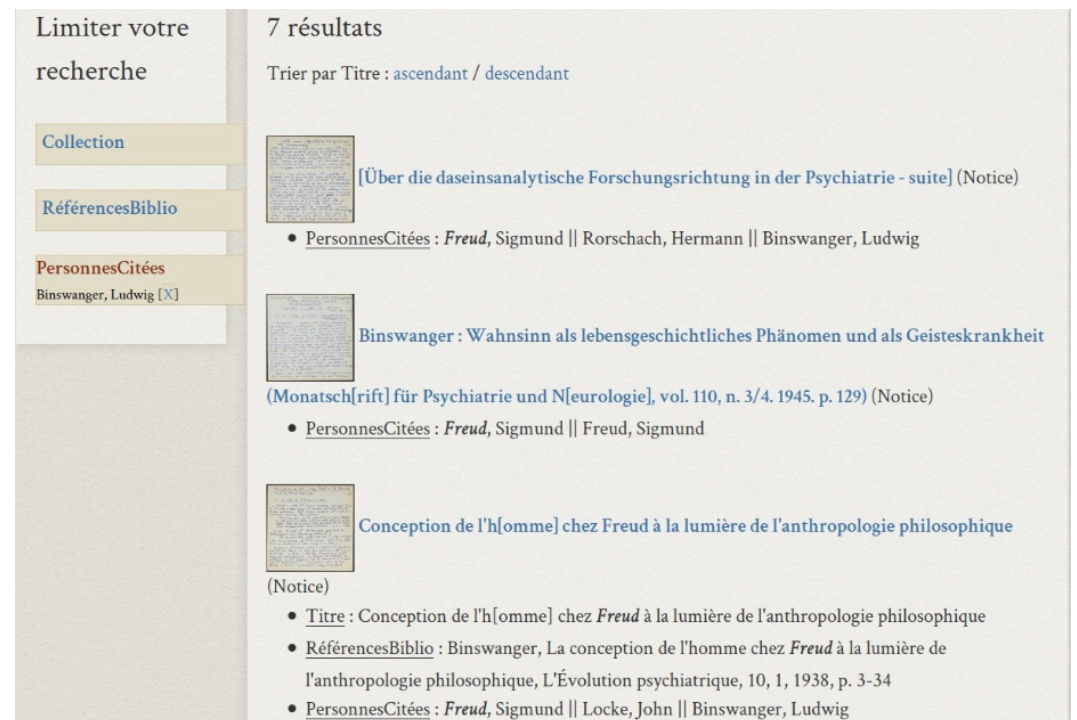 Limiter votre
recherche
Collection
RéférencesBiblio
PersonnesCitées
Binswanger, Ludwig [X]
7 résultats
Trier par Titre : ascendant / descendant
[Über die daseinsanalytische Forschungsrichtung in der Psychiatrie - suite] (Notice)
PersonnesCitées : Freud, Sigmund || Rorschach, Hermann || Binswanger, Ludwig
Binswanger : Wahnsinn als lebensgeschichtliches Phänomen und als Geisteskrankheit
(Monatsch[rift] für Psychiatrie und N[eurologie], vol. 110, n. 3/4. 1945. p. 129) (Notice)
PersonnesCitées : Freud, Sigmund || Freud, Sigmund
Conception de l'h[omme] chez Freud à la lumière de l'anthropologie philosophique
(Notice)
Titre : Conception de l'h[omme] chez Freud à la lumière de l'anthropologie philosophique
RéférencesBiblio : Binswanger, La conception de l'homme chez Freud à la lumière de
l'anthropologie philosophique, L'Évolution psychiatrique, 10, 1, 1938, p. 3-34
PersonnesCitées : Freud, Sigmund || Locke, John || Binswanger, Ludwig